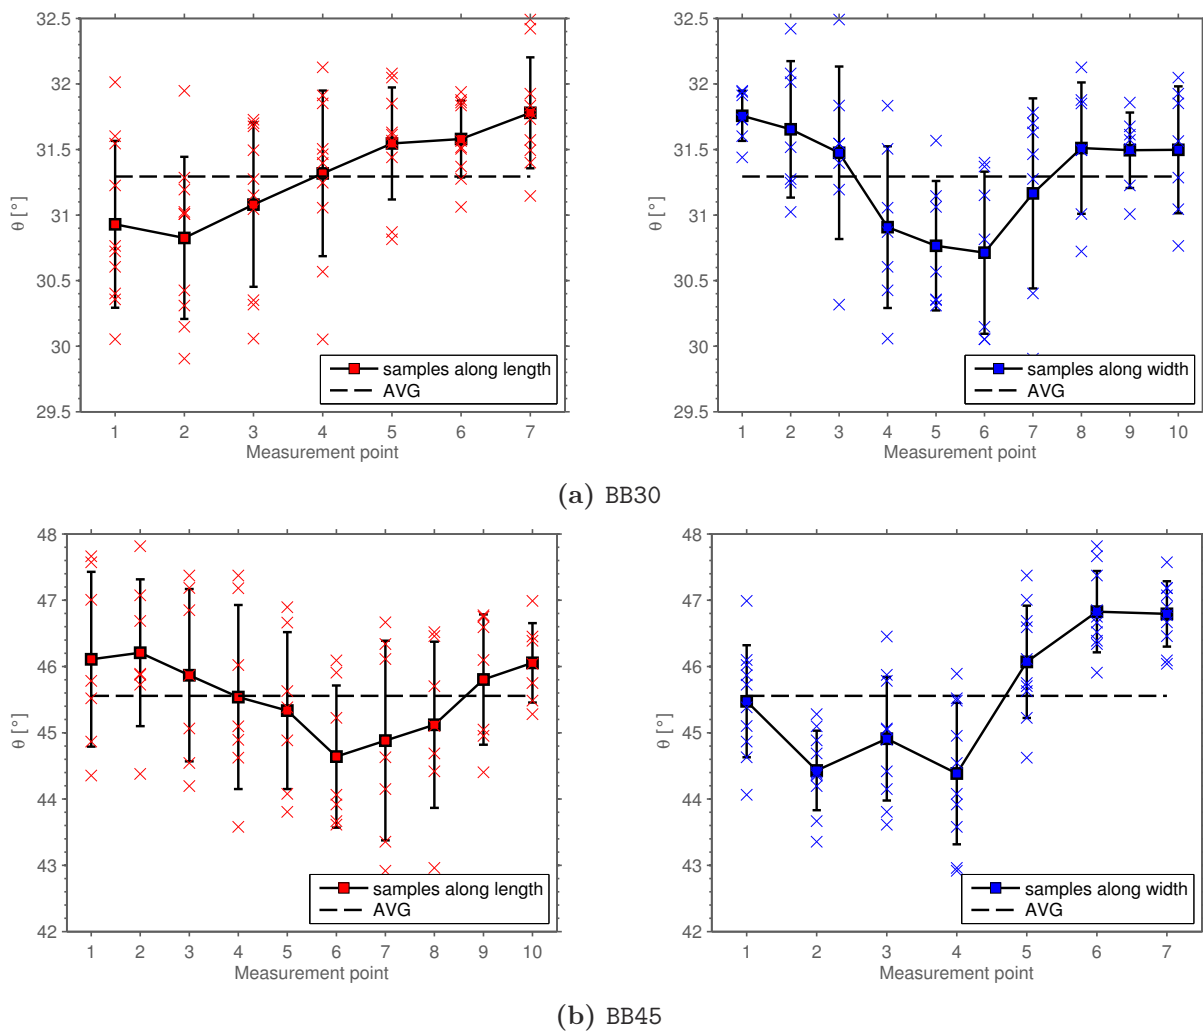 32.5
32
31.5
31
30.5
30
29.5
θ [°]
1 2 3 4 5 6 7
Measurement point
samples along length
AVG
32.5
32
31.5
31
30.5
30
29.5
θ [°]
1 2 3 4 5 6 7 8 9 10
Measurement point
samples along width
AVG
(a) BB30
48
47
46
45
44
43
42
θ [°]
1 2 3 4 5 6 7 8 9 10
Measurement point
samples along length
AVG
48
47
46
45
44
43
42
θ [°]
1 2 3 4 5 6 7
Measurement point
samples along width
AVG
(b) BB45